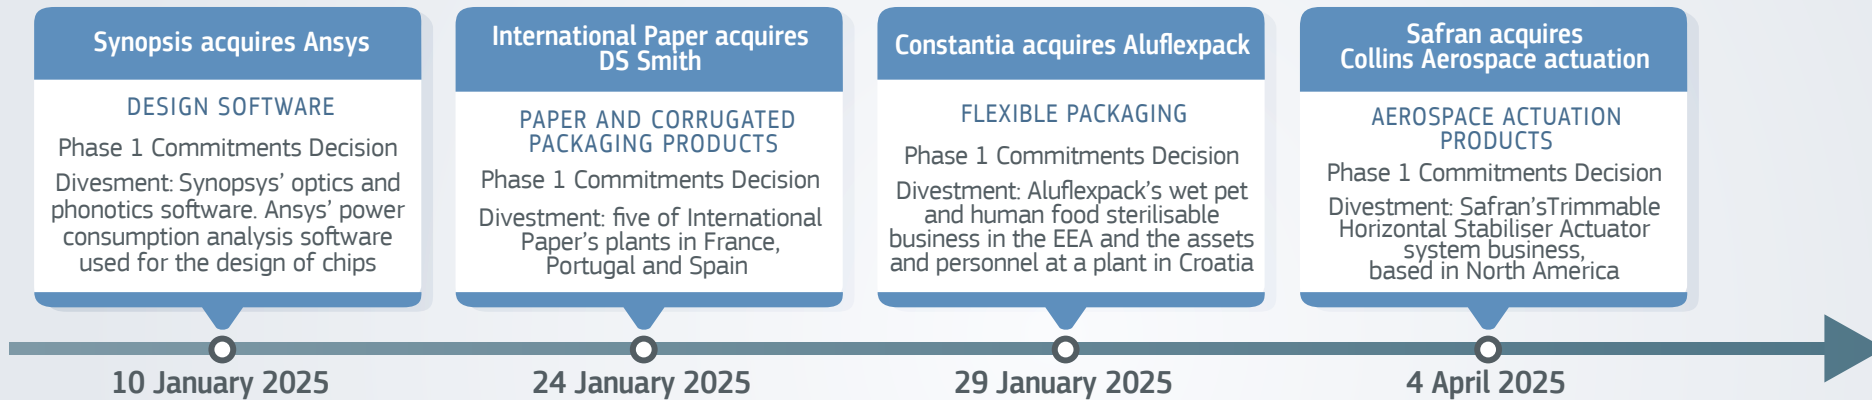 Synopsis acquires Ansys
DESIGN SOFTWARE
Phase 1 Commitments Decision
Divesment: Synopsys’ optics and
phonotics software. Ansys’ power
consumption analysis software
used for the design of chips
10 January 2025
International Paper acquires
DS Smith
PAPER AND CORRUGATED
PACKAGING PRODUCTS
Phase 1 Commitments Decision
Divestment: five of International
Paper’s plants in France,
Portugal and Spain
24 January 2025
Constantia acquires Aluflexpack
FLEXIBLE PACKAGING
Phase 1 Commitments Decision
Divestment: Aluflexpack’s wet pet
and human food sterilisable
business in the EEA and the assets
and personnel at a plant in Croatia
29 January 2025
Safran acquires
Collins Aerospace actuation
AEROSPACE ACTUATION
PRODUCTS
Phase 1 Commitments Decision
Divestment: Safran’sTrimmable
Horizontal Stabiliser Actuator
system business,
based in North America
4 April 2025